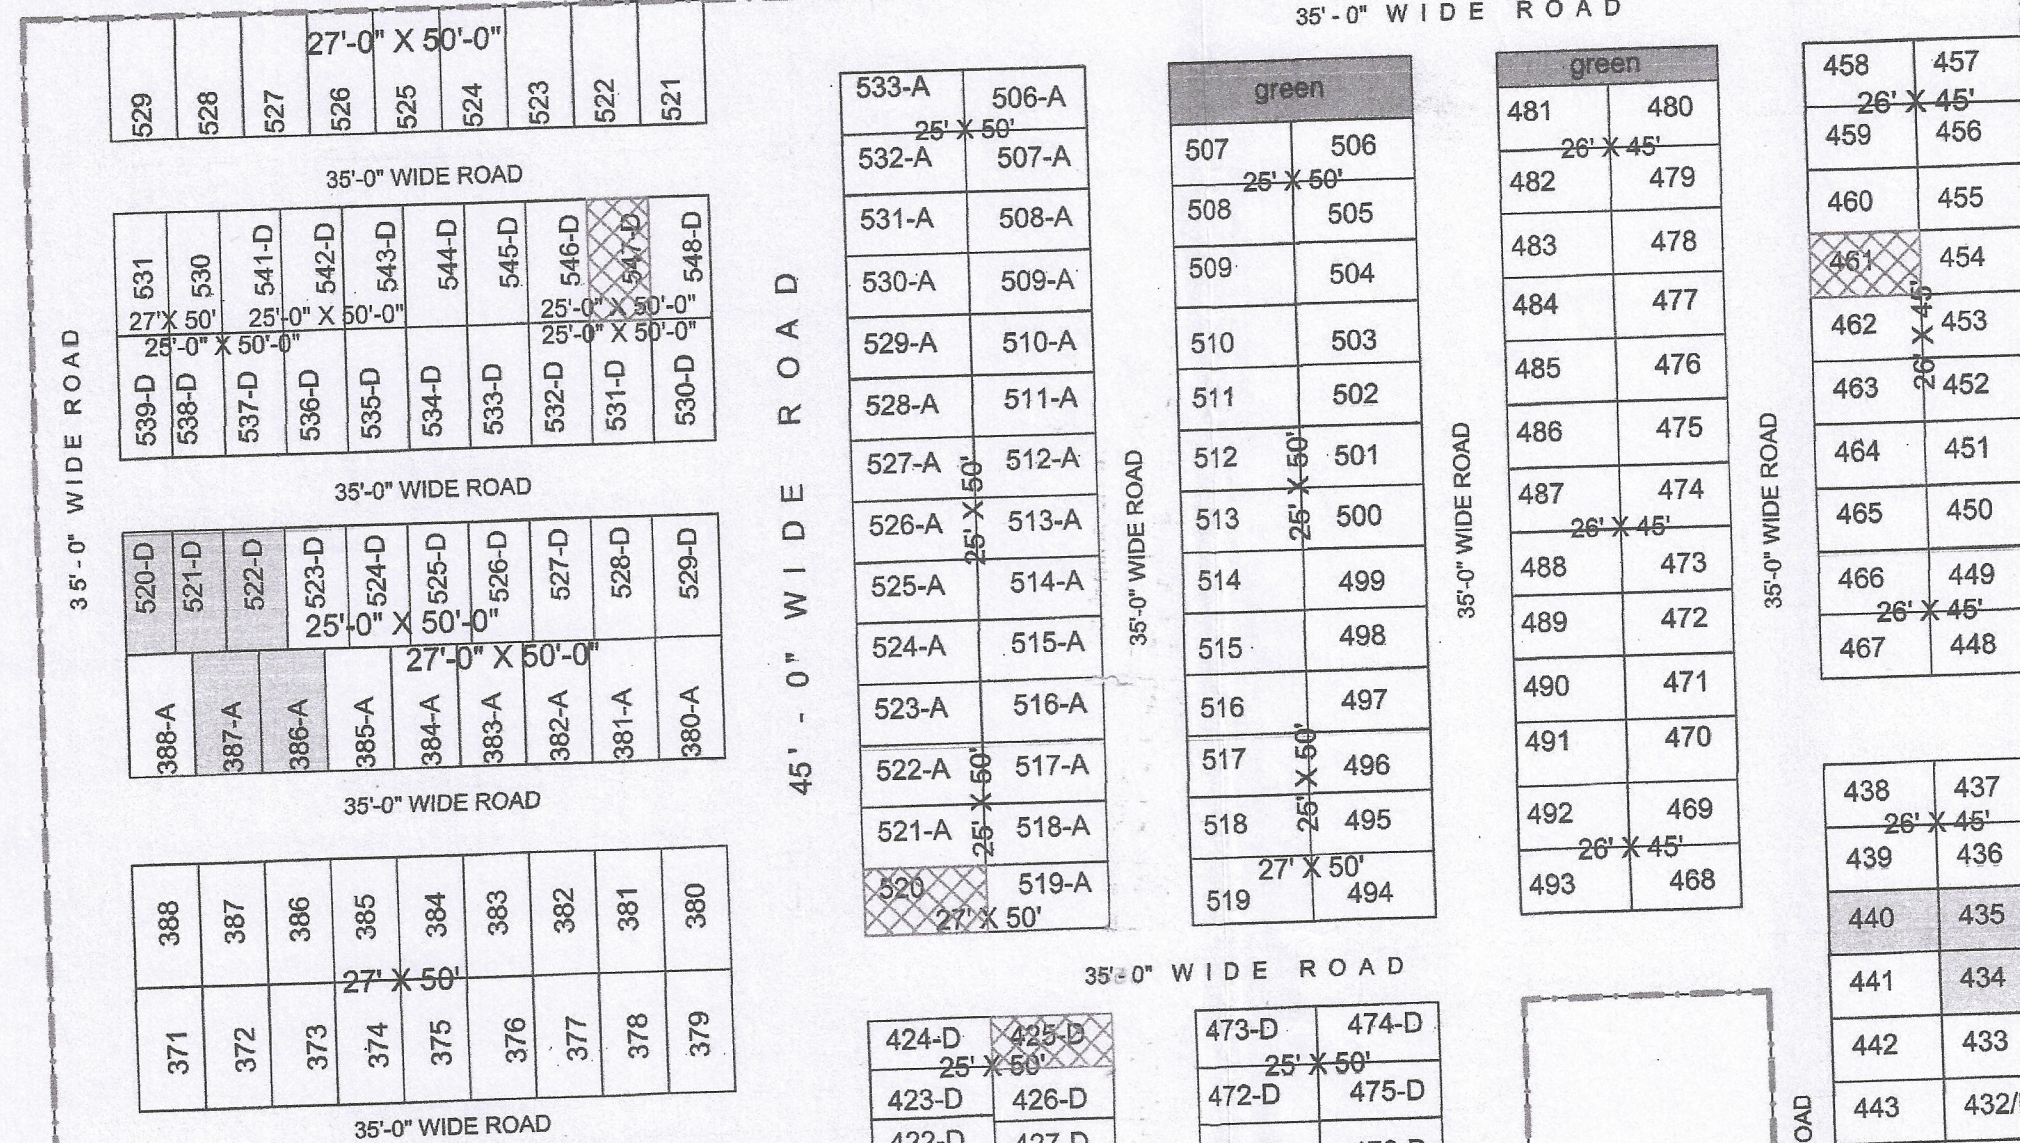 35'-0" WIDE ROAD
27'-0" X 50'-0"
529 528 527 526 525 524 523 522 521
35'-0" WIDE ROAD
531 530 541-D 542-D 543-D 544-D 545-D 546-D 547-D 548-D
27'X 50' 25'-0" X 50'-0" 25'-0" X 50'-0"
25'-0" X 50'-0" 25'-0" X 50'-0"
539-D 538-D 537-D 536-D 535-D 534-D 533-D 532-D 531-D 530-D
35'-0" WIDE ROAD
35'-0" WIDE ROAD
520-D 521-D 522-D 523-D 524-D 525-D 526-D 527-D 528-D 529-D
25'-0" X 50'-0"
27'-0" X 50'-0"
388-A 387-A 386-A 385-A 384-A 383-A 382-A 381-A 380-A
35'-0" WIDE ROAD
388 387 386 385 384 383 382 381 380
27' X 50'
371 372 373 374 375 376 377 378 379
35'-0" WIDE ROAD
45'-0" WIDE ROAD
533-A 506-A
25' X 50'
532-A 507-A
531-A 508-A
530-A 509-A
529-A 510-A
528-A 511-A
527-A 512-A
25' X 50'
526-A 513-A
525-A 514-A
524-A 515-A
523-A 516-A
522-A 517-A
25' X 50'
521-A 518-A
520 519-A
27' X 50'
35'-0" WIDE ROAD
green
507 506
25' X 50'
508 505
509 504
510 503
511 502
512 501
25' X 50'
513 500
514 499
515 498
516 497
517 496
25' X 50'
518 495
27' X 50'
519 494
35'-0" WIDE ROAD
green
481 480
26' X 45'
482 479
483 478
484 477
485 476
486 475
487 474
26' X 45'
488 473
489 472
490 471
491 470
492 469
26' X 45'
493 468
35'-0" WIDE ROAD
458 457
26' X 45'
459 456
460 455
461 454
462 453
26' X 45'
463 452
464 451
465 450
466 449
26' X 45'
467 448
438 437
26' X 45'
439 436
440 435
441 434
442 433
443 432/
35'-0" WIDE ROAD
424-D 425-D
25' X 50'
423-D 426-D
422-D 427-D
473-D 474-D
25' X 50'
472-D 475-D
ROAD